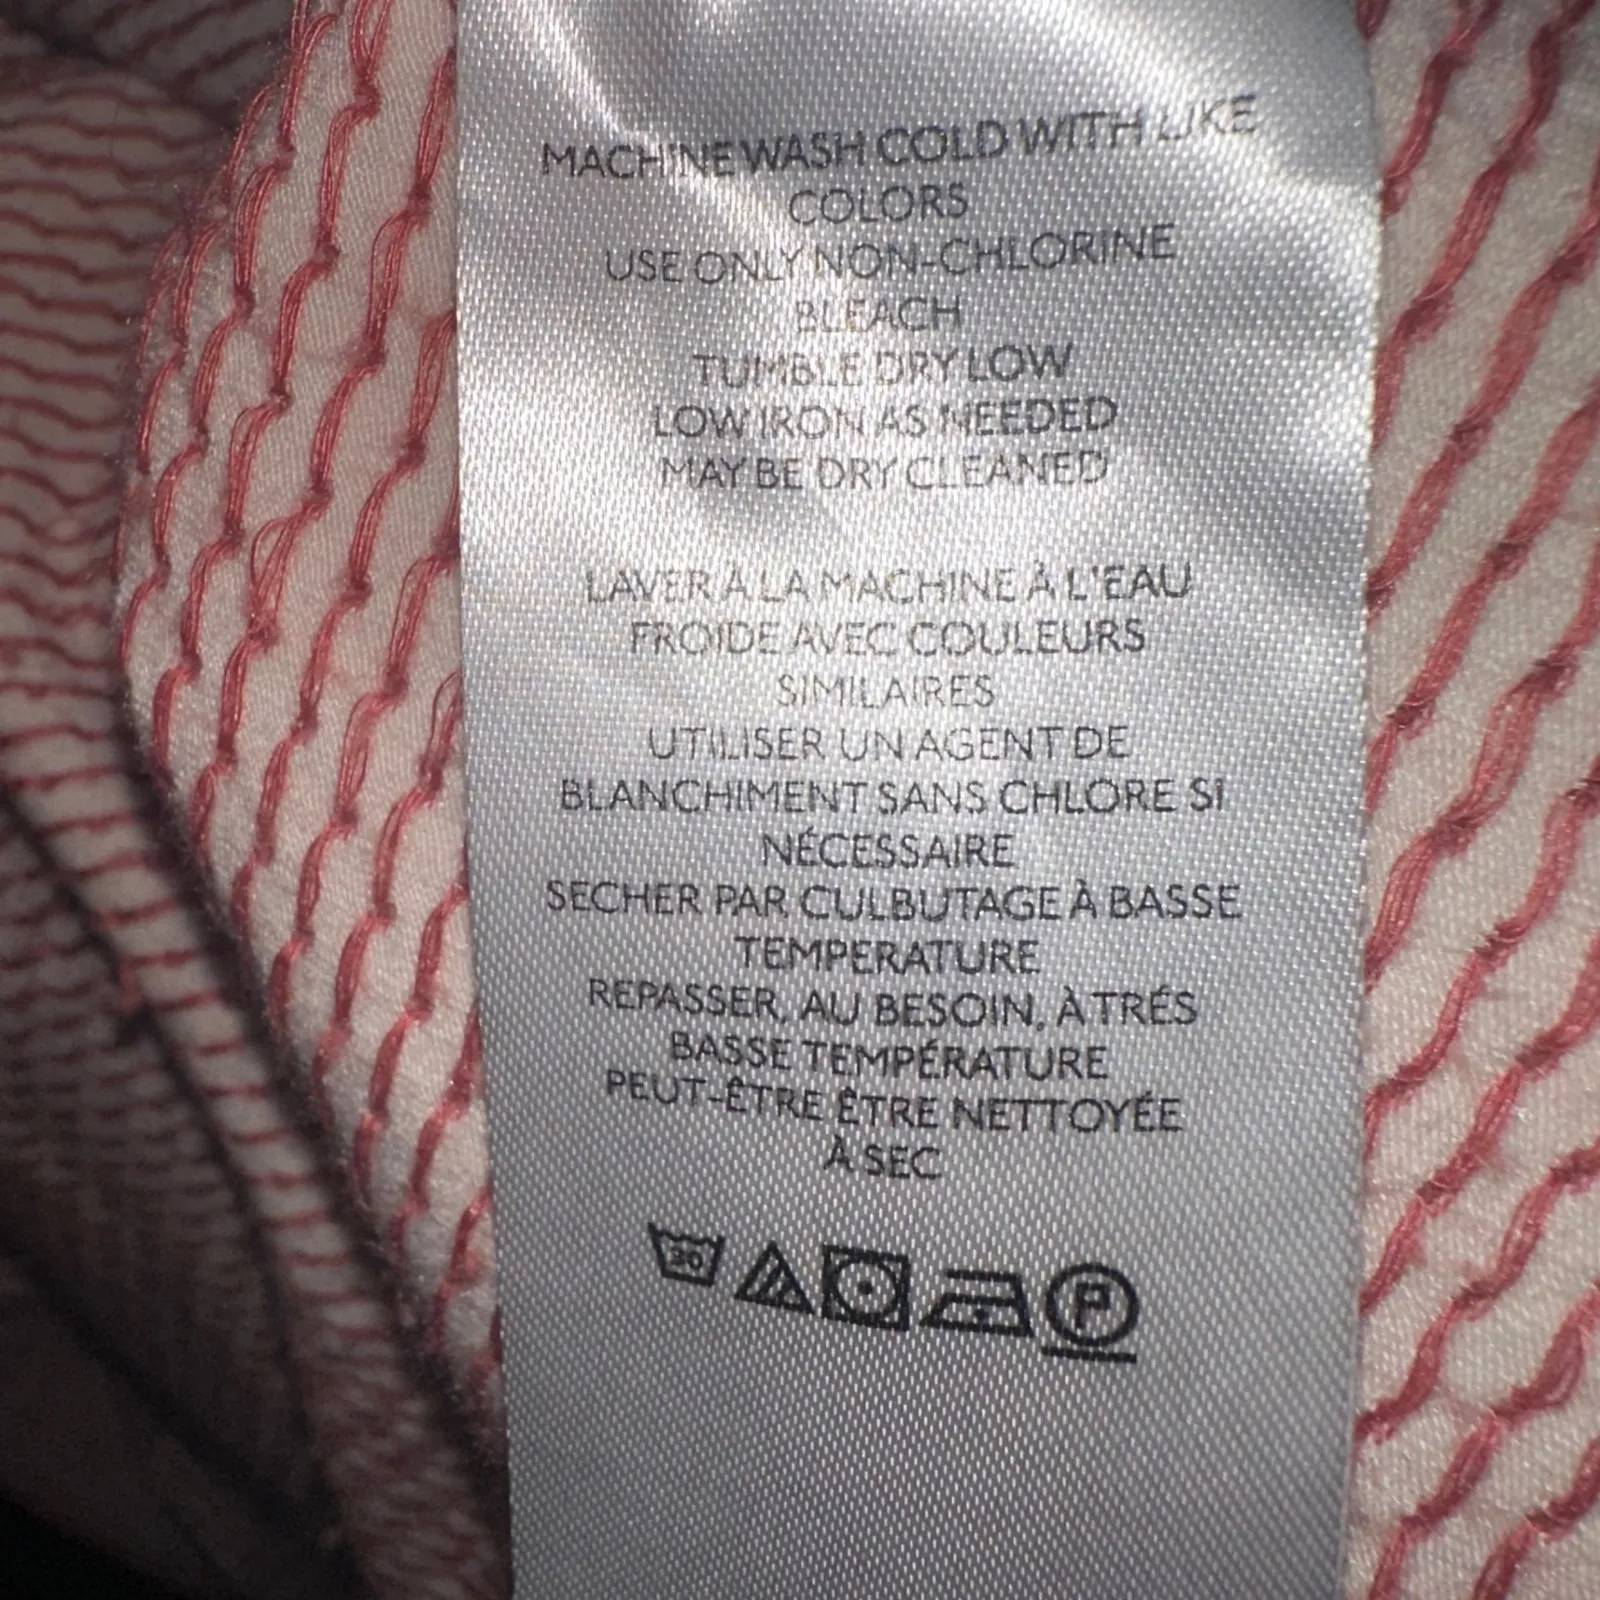 MACHINE WASH COLD WITH LIKE
COLORS
USE ONLY NON-CHLORINE
BLEACH
TUMBLE DRY LOW
LOW IRON AS NEEDED
MAY BE DRY CLEANED
LAVER À LA MACHINE À L'EAU
FROIDE AVEC COULEURS
SIMILAIRES
UTILISER UN AGENT DE
BLANCHIMENT SANS CHLORE SI
NÉCESSAIRE
SECHER PAR CULBUTAGE À BASSE
TEMPERATURE
REPASSER, AU BESOIN, À TRÉS
BASSE TEMPÉRATURE
PEUT-ÊTRE ÊTRE NETTOYÉE
À SEC
30 P